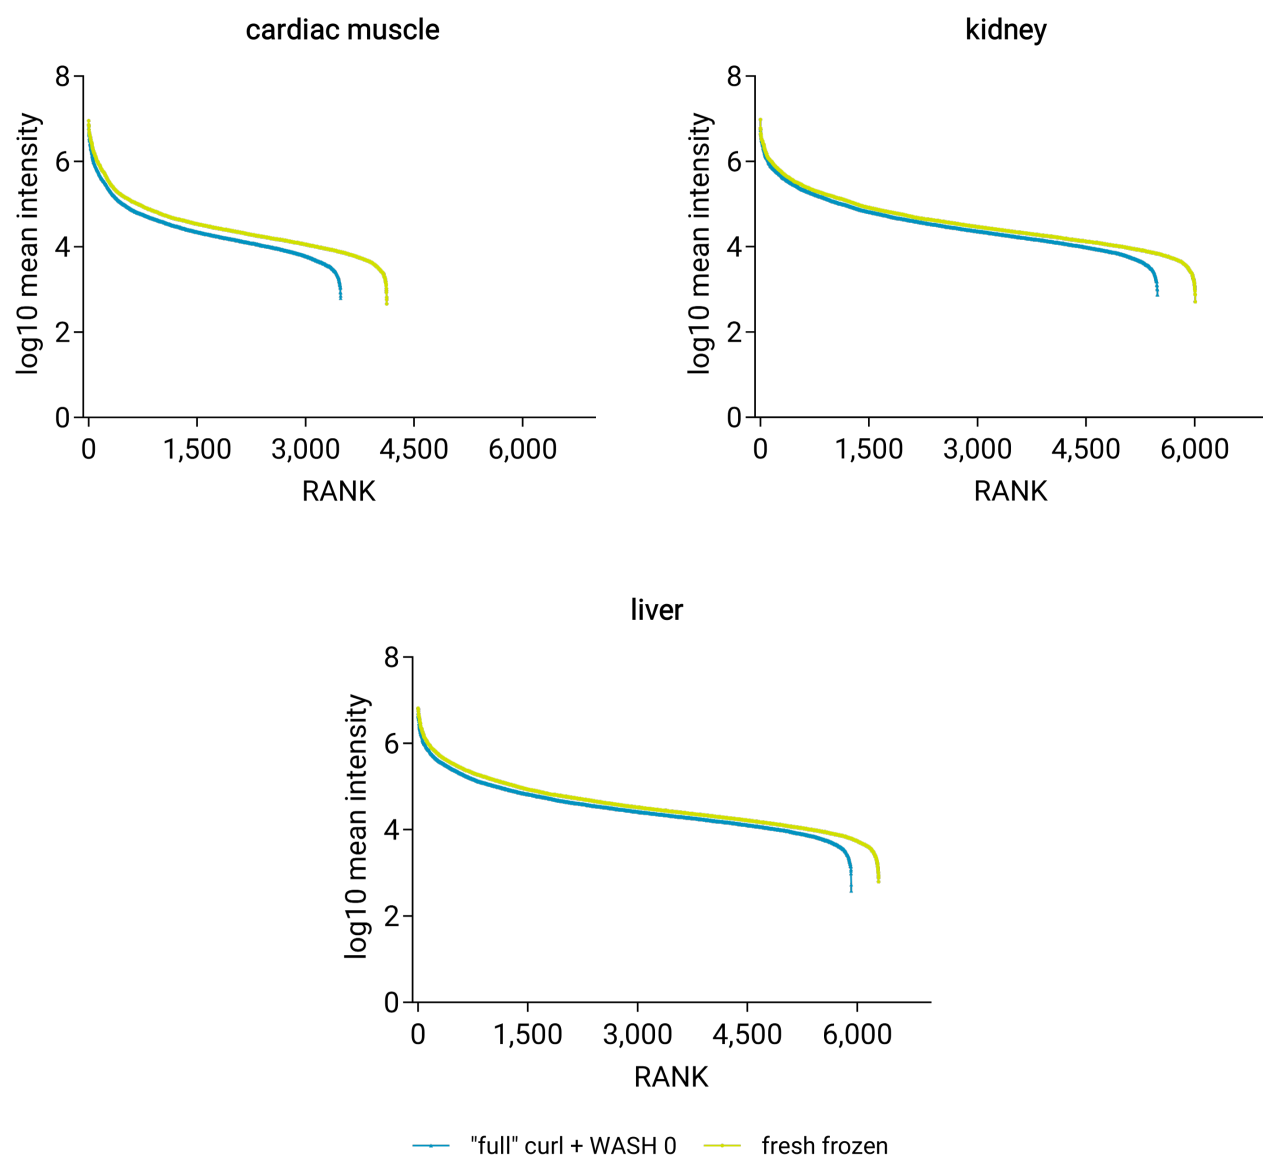 cardiac muscle
8
6
4
2
0
log10 mean intensity
0 1,500 3,000 4,500 6,000
RANK
kidney
8
6
4
2
0
log10 mean intensity
0 1,500 3,000 4,500 6,000
RANK
liver
8
6
4
2
0
log10 mean intensity
0 1,500 3,000 4,500 6,000
RANK
"full" curl + WASH 0 fresh frozen